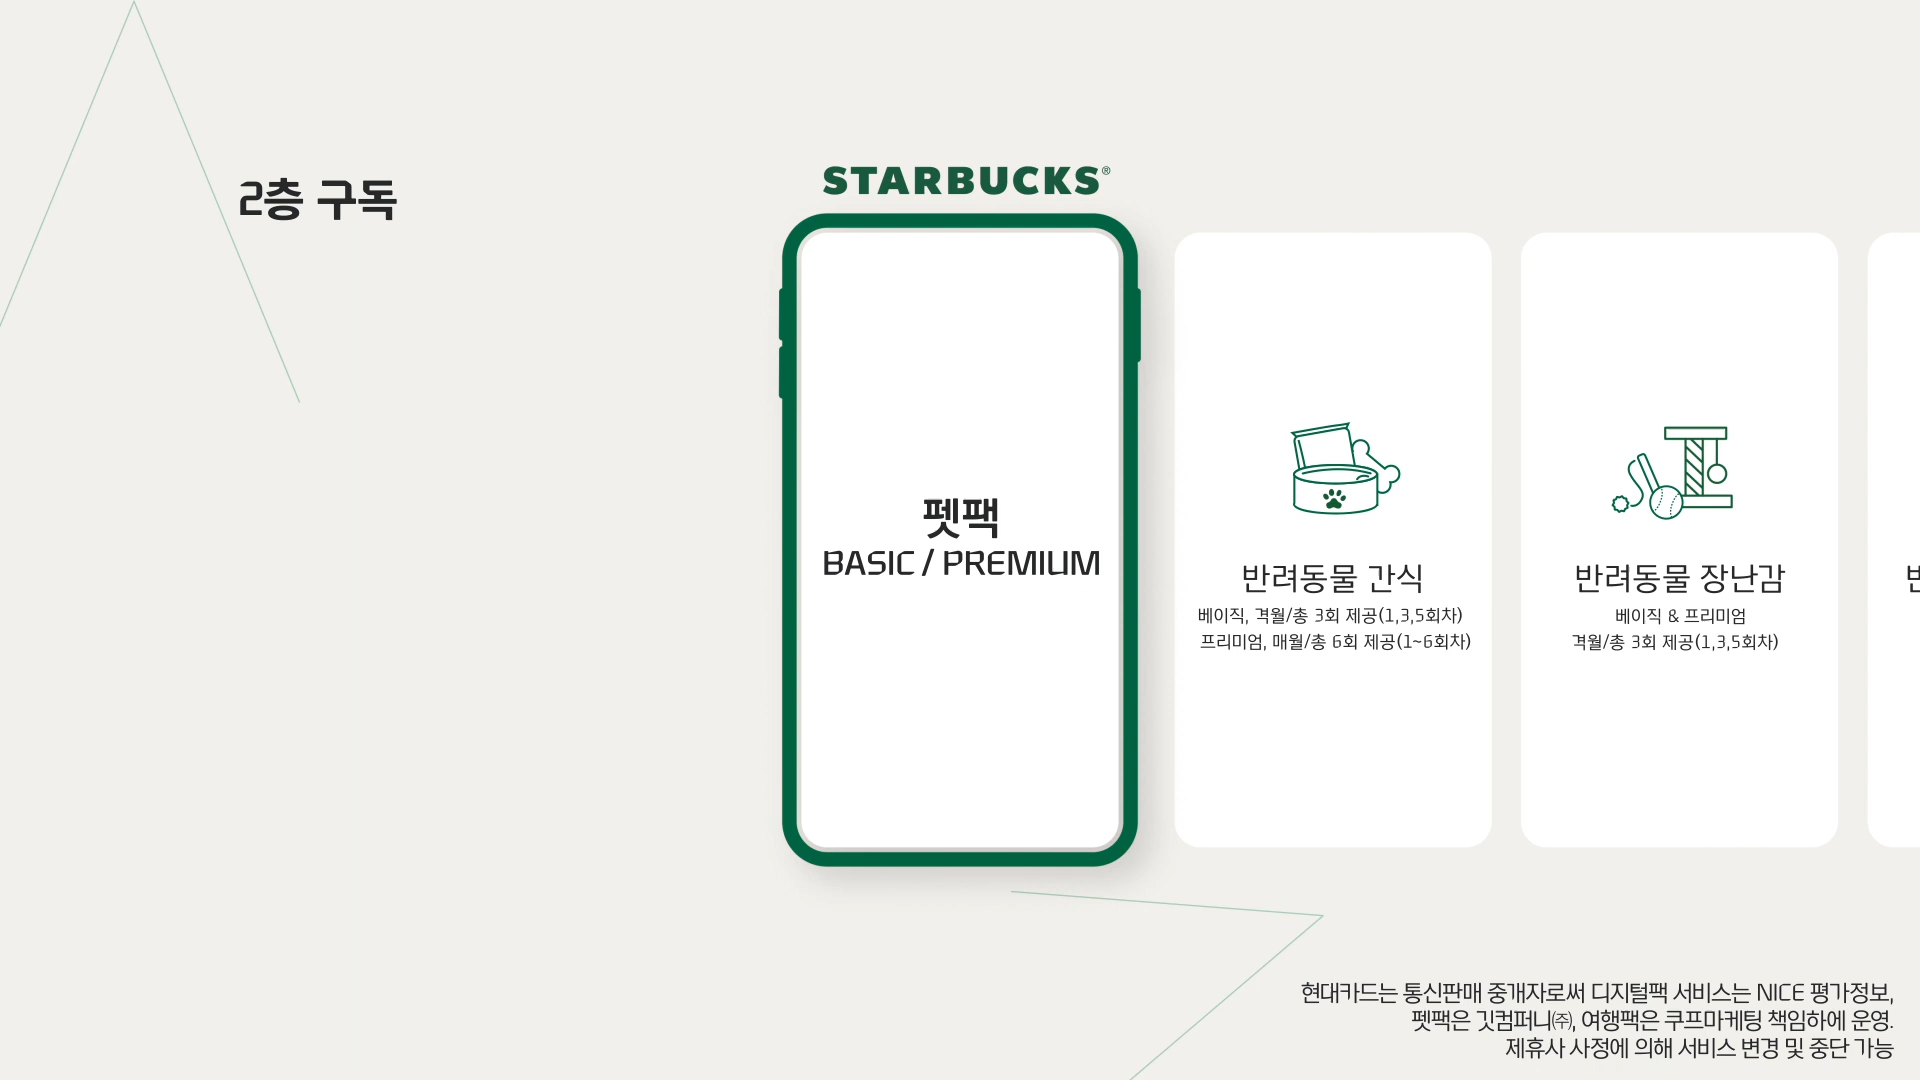 2층 구독
STARBUCKS®
펫팩
BASIC / PREMIUM
반려동물 간식
베이직, 격월/총 3회 제공(1,3,5회차)
프리미엄, 매월/총 6회 제공(1~6회차)
반려동물 장난감
베이직 & 프리미엄
격월/총 3회 제공(1,3,5회차)
현대카드는 통신판매 중개자로써 디지털팩 서비스는 NICE 평가정보,
펫팩은 깃컴퍼니㈜, 여행팩은 쿠프마케팅 책임하에 운영.
제휴사 사정에 의해 서비스 변경 및 중단 가능